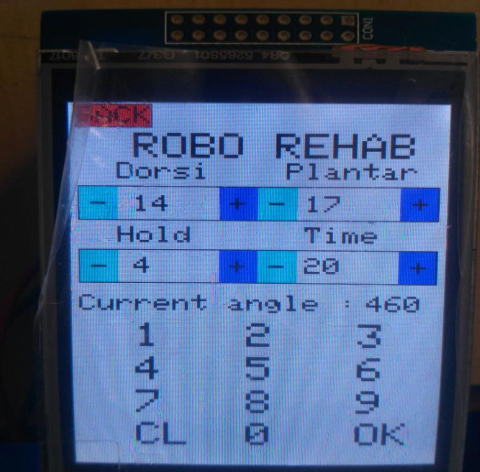 CON1
BACK
ROBO REHAB
Dorsi Plantar
- 14 + - 17 +
Hold Time
- 4 + - 20 +
Current angle : 460
1 2 3
4 5 6
7 8 9
CL 0 OK